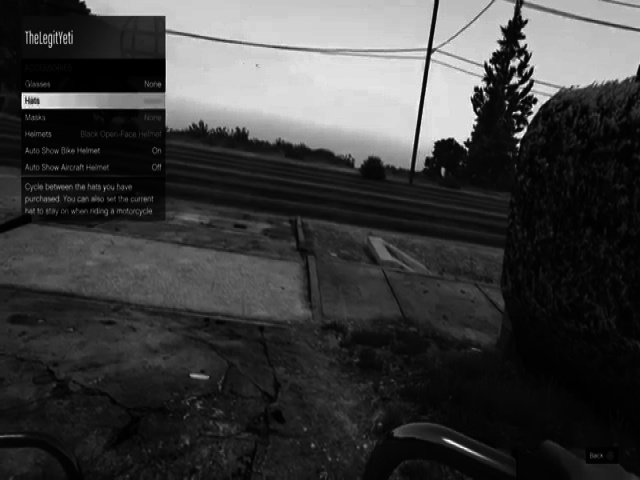 TheLegitYeti
ACCESSORIES
Glasses None
Hats
Masks None
Helmets Black Open Face Helmet
Auto Show Bike Helmet On
Auto Show Aircraft Helmet Off
Cycle between the hats you have
purchased. You can also set the current
hat to stay on when riding a motorcycle.
Back